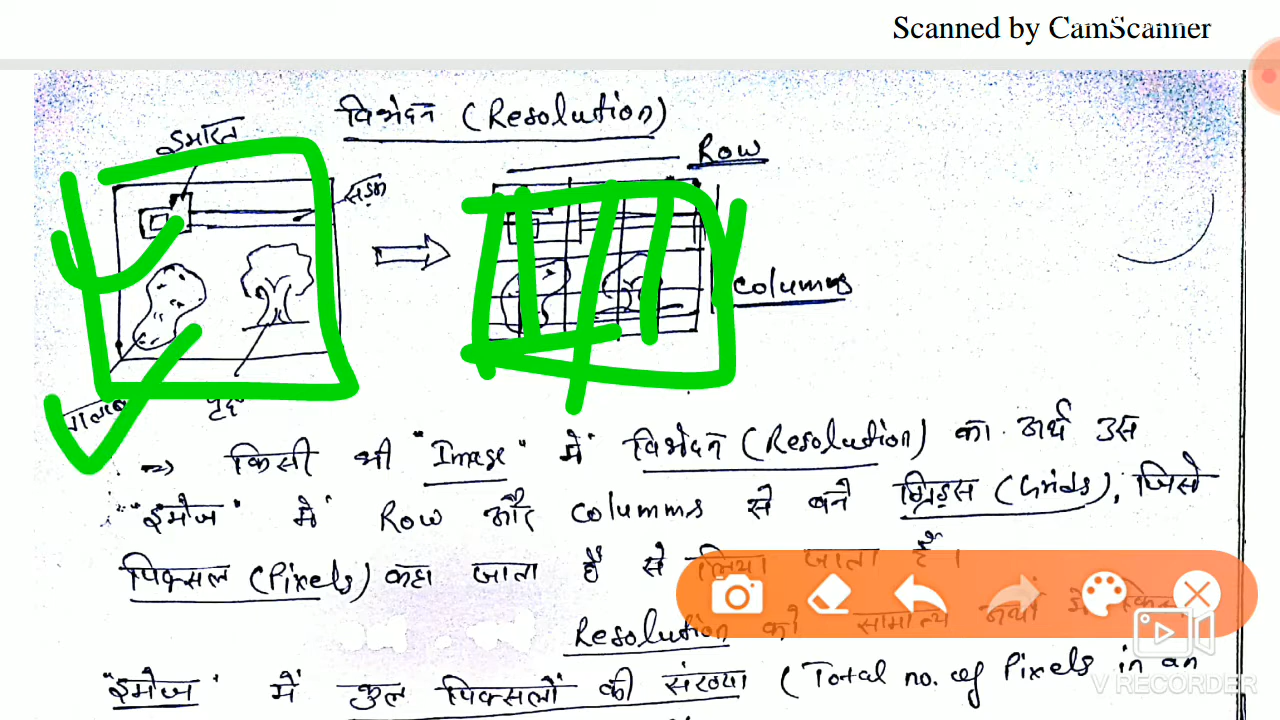 Scanned by CamScanner
विभेदन (Resolution)
इमारत
Row
सड़क
Columns
वृक्ष
=> किसी भी "Image" में विभेदन (Resolution) का अर्थ उस
"इमेज" में Row और Columns से बने ग्रिड्स (Grids), जिसे
पिक्सल (Pixels) कहा जाता है से लिया जाता है।
Resolution को सामान्य
"इमेज" में कुल पिक्सलों की संख्या (Total no. of Pixels in an
V RECORDER